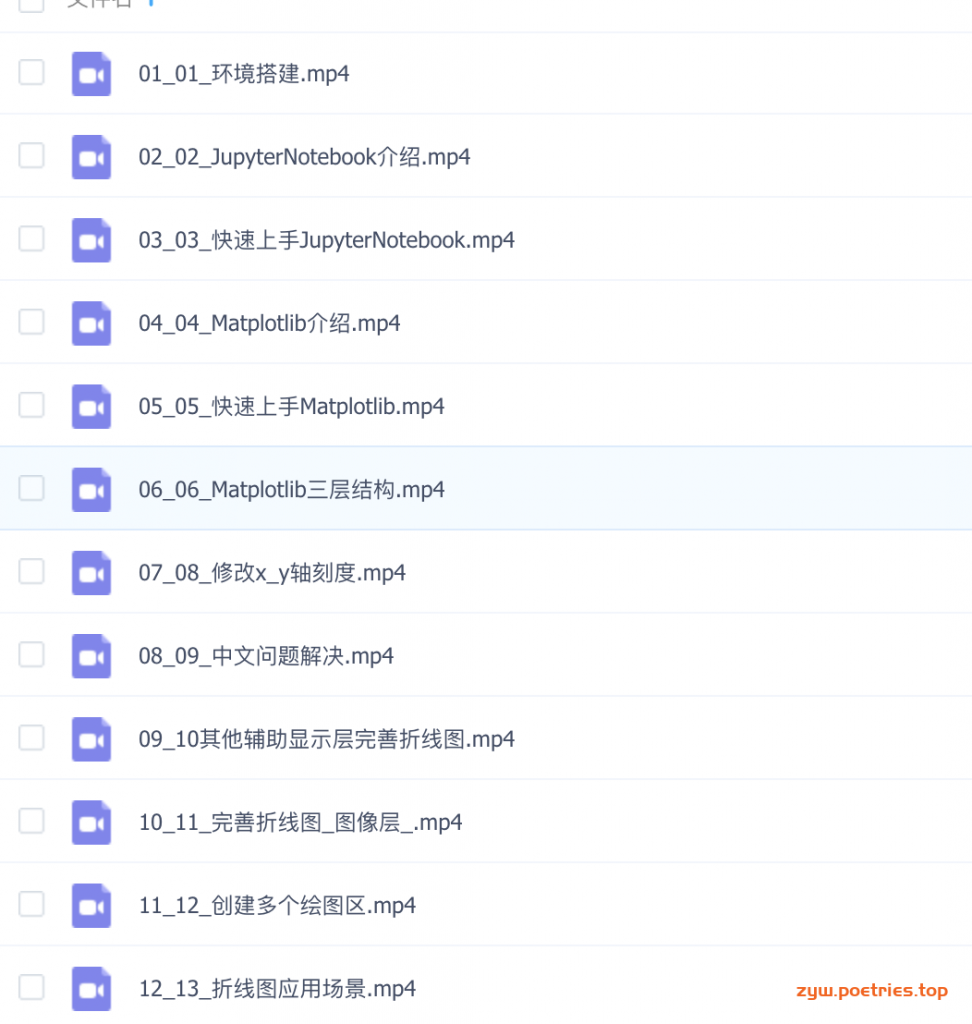 文件名
01_01_环境搭建.mp4
02_02_JupyterNotebook介绍.mp4
03_03_快速上手JupyterNotebook.mp4
04_04_Matplotlib介绍.mp4
05_05_快速上手Matplotlib.mp4
06_06_Matplotlib三层结构.mp4
07_08_修改x_y轴刻度.mp4
08_09_中文问题解决.mp4
09_10其他辅助显示层完善折线图.mp4
10_11_完善折线图_图像层_.mp4
11_12_创建多个绘图区.mp4
12_13_折线图应用场景.mp4
zyw.poetries.top